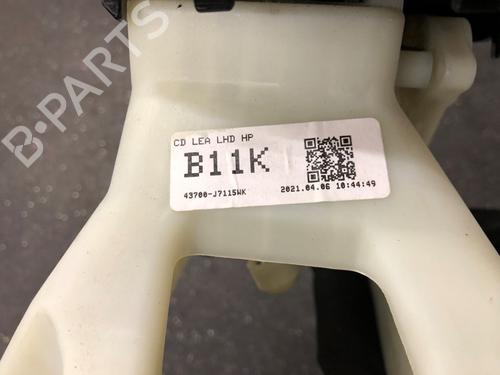 B-PARTS
CD LEA LHD HP
B11K
43700-J7115WK
2021.04.06 10:44:49